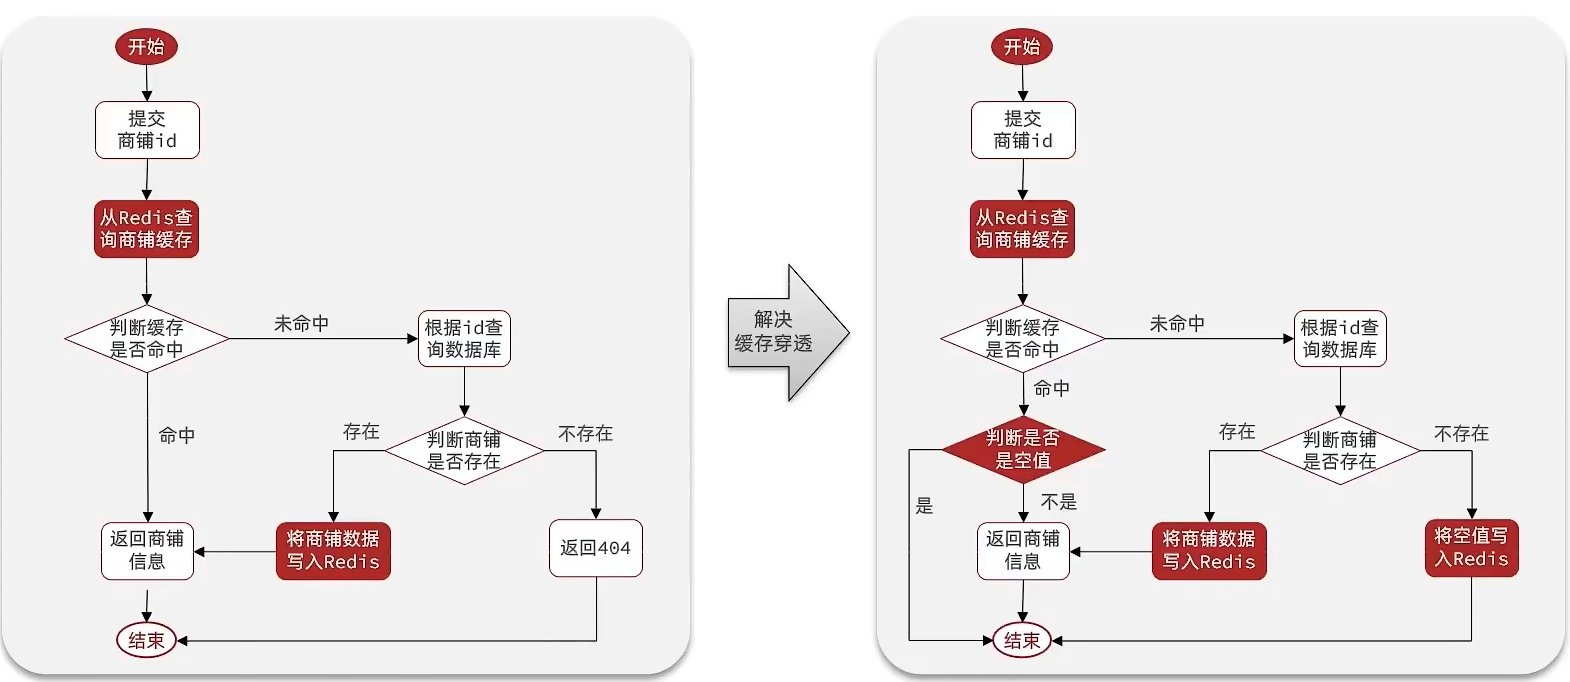 开始
提交
商铺id
从Redis查
询商铺缓存
判断缓存
是否命中
未命中
根据id查
询数据库
命中
存在
判断商铺
是否存在
不存在
返回商铺
信息
将商铺数据
写入Redis
返回404
结束
解决
缓存穿透
开始
提交
商铺id
从Redis查
询商铺缓存
判断缓存
是否命中
未命中
根据id查
询数据库
命中
判断是否
是空值
存在
判断商铺
是否存在
不存在
是
不是
返回商铺
信息
将商铺数据
写入Redis
将空值写
入Redis
结束